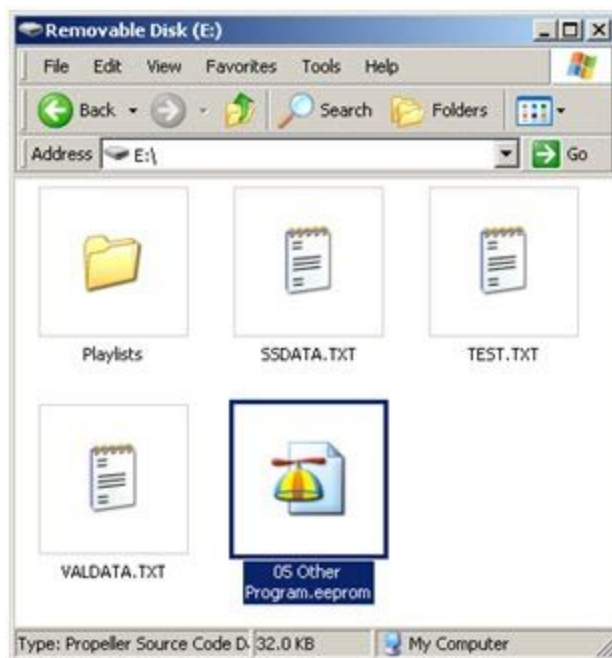 Removable Disk (E:)
File Edit View Favorites Tools Help
Back Search Folders
Address E:\ Go
Playlists SSDATA.TXT TEST.TXT
VALDATA.TXT 05 Other
Program.eeprom
Type: Propeller Source Code D 32.0 KB My Computer